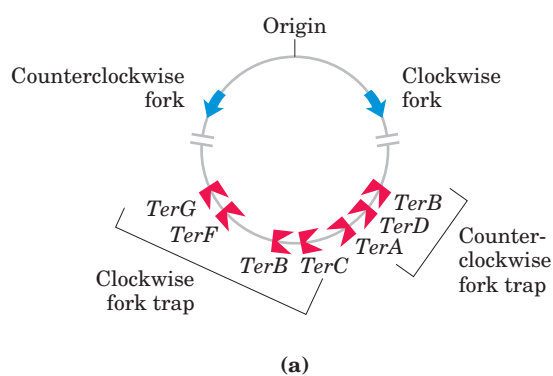 Origin
Counterclockwise
fork
Clockwise
fork
TerG
TerF
TerB
TerC
TerA
TerD
TerB
Clockwise
fork trap
Counter-
clockwise
fork trap
(a)